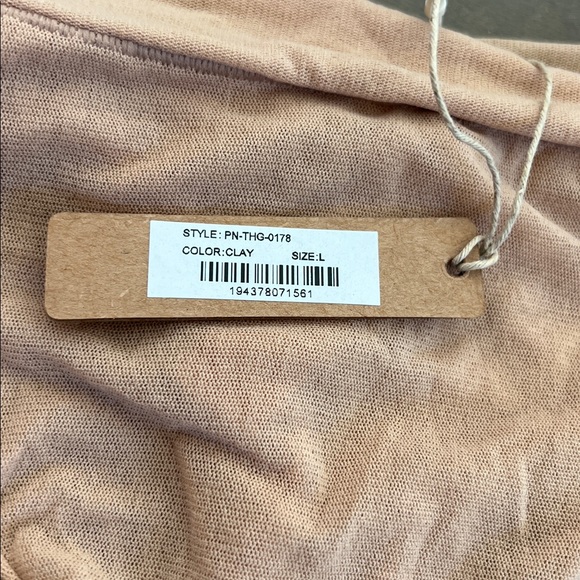 STYLE: PN-THG-0178
COLOR:CLAY SIZE:L
194378071561